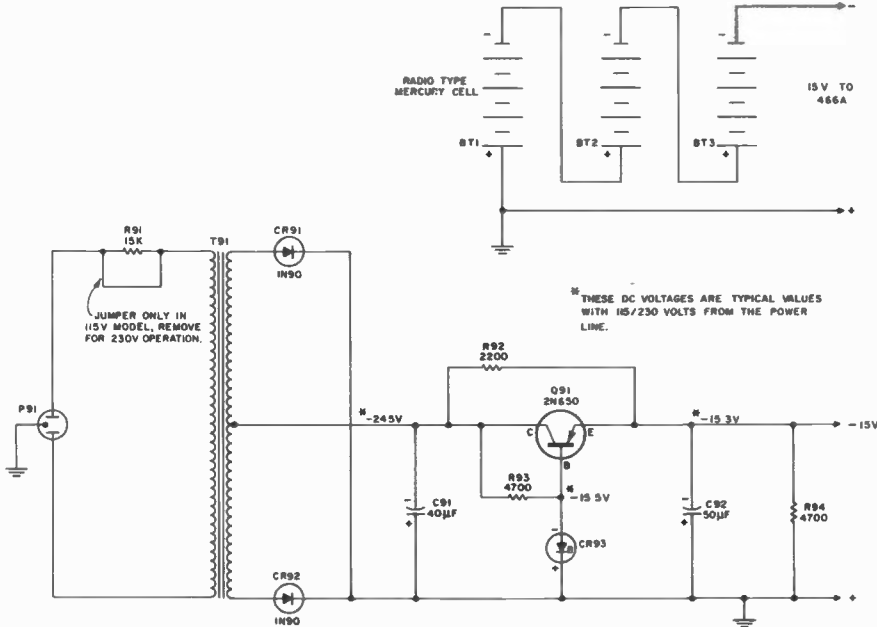 -
-
-
-
RADIO TYPE
MERCURY CELL
15 V TO
466A
BT1
+
BT2
+
BT3
+
+
R91
15K
T91
CR91
1N90
JUMPER ONLY IN
115V MODEL, REMOVE
FOR 230V OPERATION.
* THESE DC VOLTAGES ARE TYPICAL VALUES
WITH 115/230 VOLTS FROM THE POWER
LINE.
R92
2200
Q91
2N650
P91
* -24.5V
C
E
B
* -15.3V
-15V
R93
4700
* -15.5V
-
C91
40µF
+
-
CR93
B
+
-
C92
50µF
+
R94
4700
CR92
1N90
+